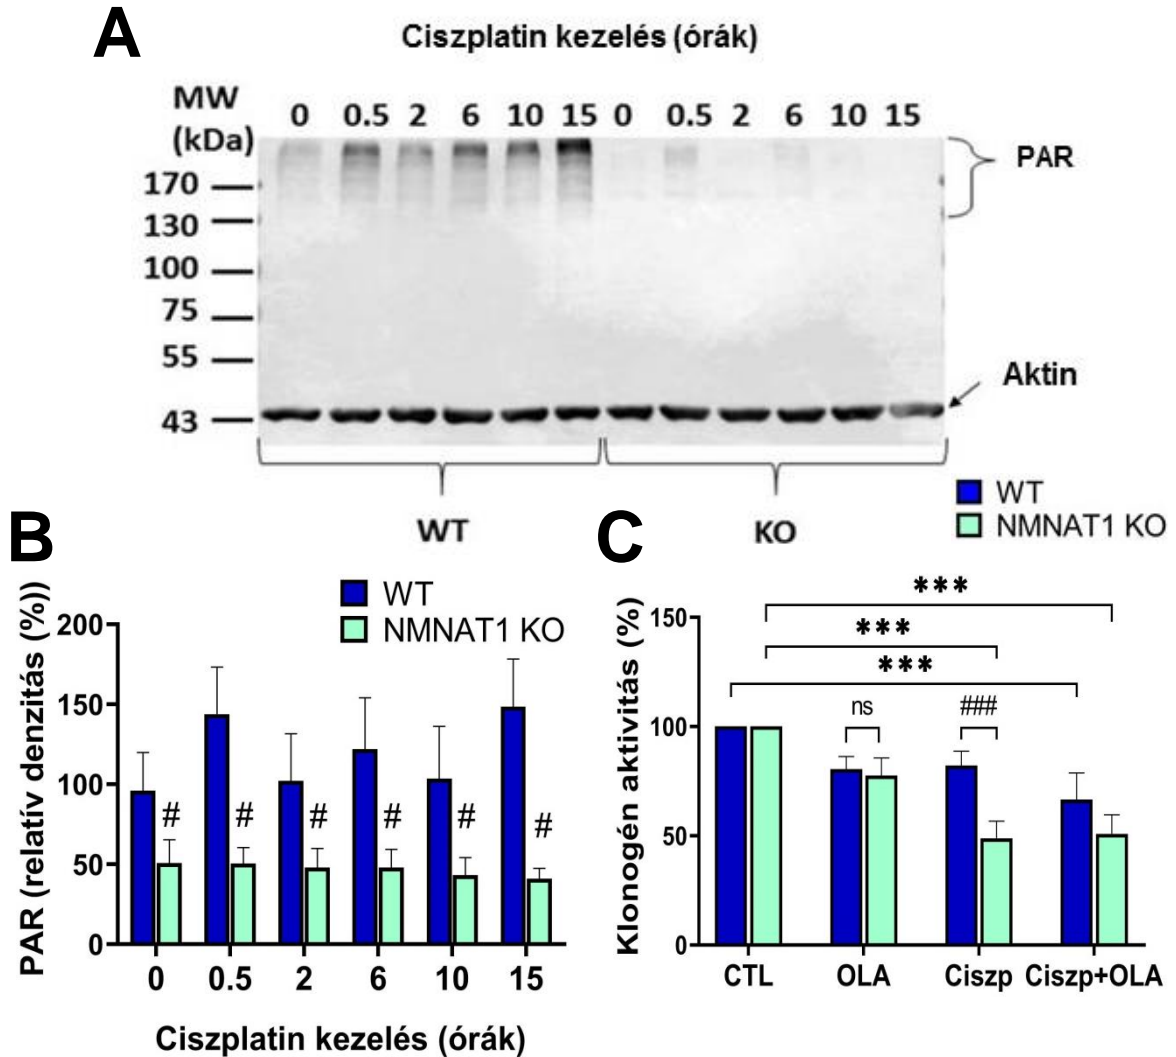 A
Ciszplatin kezelés (órák)
MW
(kDa)
0 0.5 2 6 10 15 0 0.5 2 6 10 15
170
130
100
75
55
43
PAR
Aktin
WT
KO
B
WT
NMNAT1 KO
PAR (relatív denzitás (%))
200
150
100
50
0
# # # # # #
0 0.5 2 6 10 15
Ciszplatin kezelés (órák)
C
WT
NMNAT1 KO
Klonogén aktivitás (%)
150
100
50
0
***
***
***
ns
###
CTL OLA Ciszp Ciszp+OLA